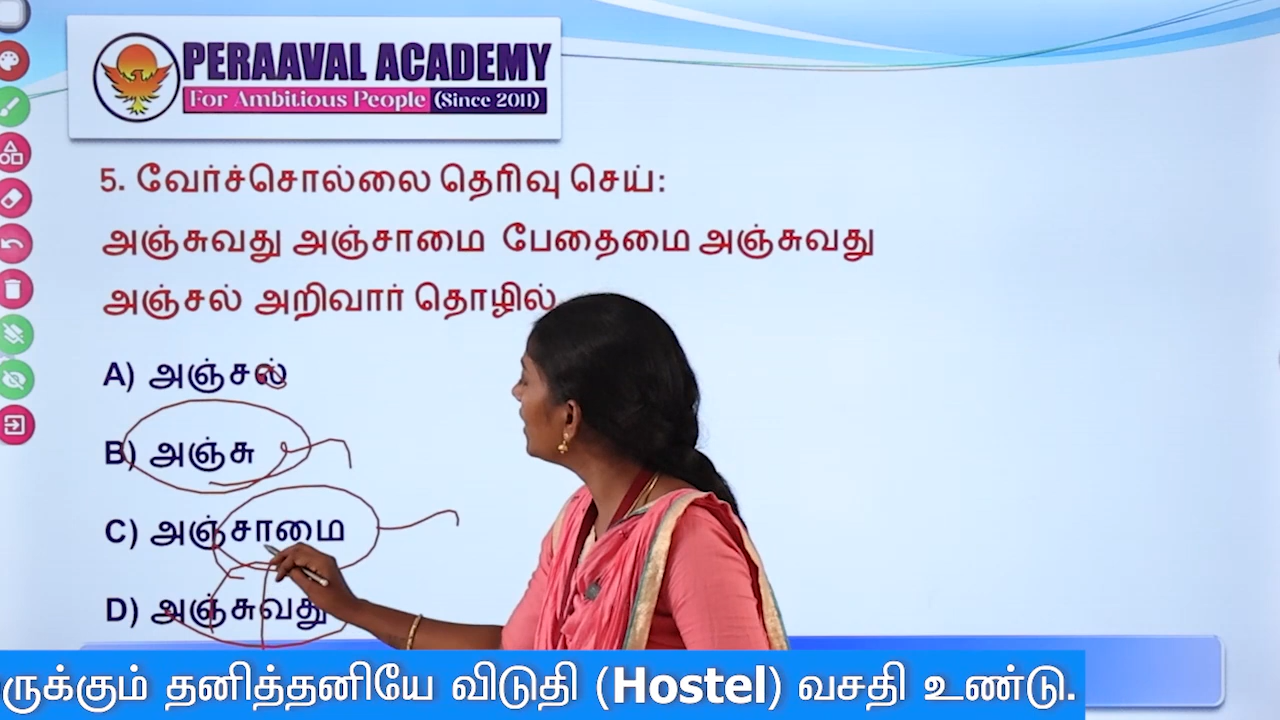 PERAAVAL ACADEMY
For Ambitious People (Since 2011)
5. வேர்ச்சொல்லை தெரிவு செய்:
அஞ்சுவது அஞ்சாமை பேதைமை அஞ்சுவது
அஞ்சல் அறிவார் தொழில்
A) அஞ்சல்
B) அஞ்சு
C) அஞ்சாமை
D) அஞ்சுவது
ருக்கும் தனித்தனியே விடுதி (Hostel) வசதி உண்டு.